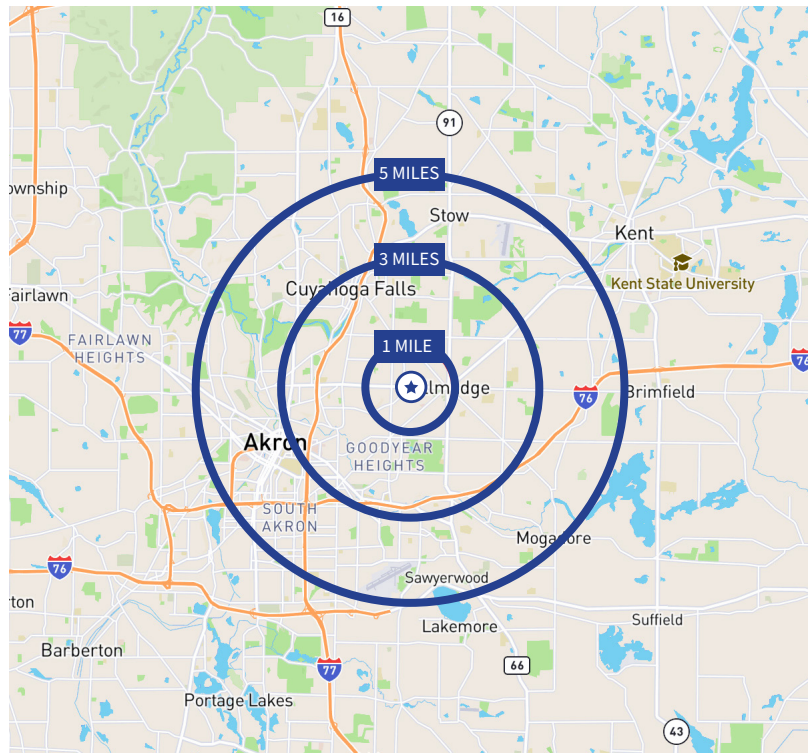 16
91
5 MILES
ownship
Stow
Kent
3 MILES
Kent State University
Cuyahoga Falls
Fairlawn
77
FAIRLAWN
HEIGHTS
1 MILE
76
lmadge
76
Brimfield
Akron
GOODYEAR
HEIGHTS
SOUTH
AKRON
Mogadore
76
Sawyerwood
rton
Suffield
Lakemore
Barberton
66
77
Portage Lakes
43